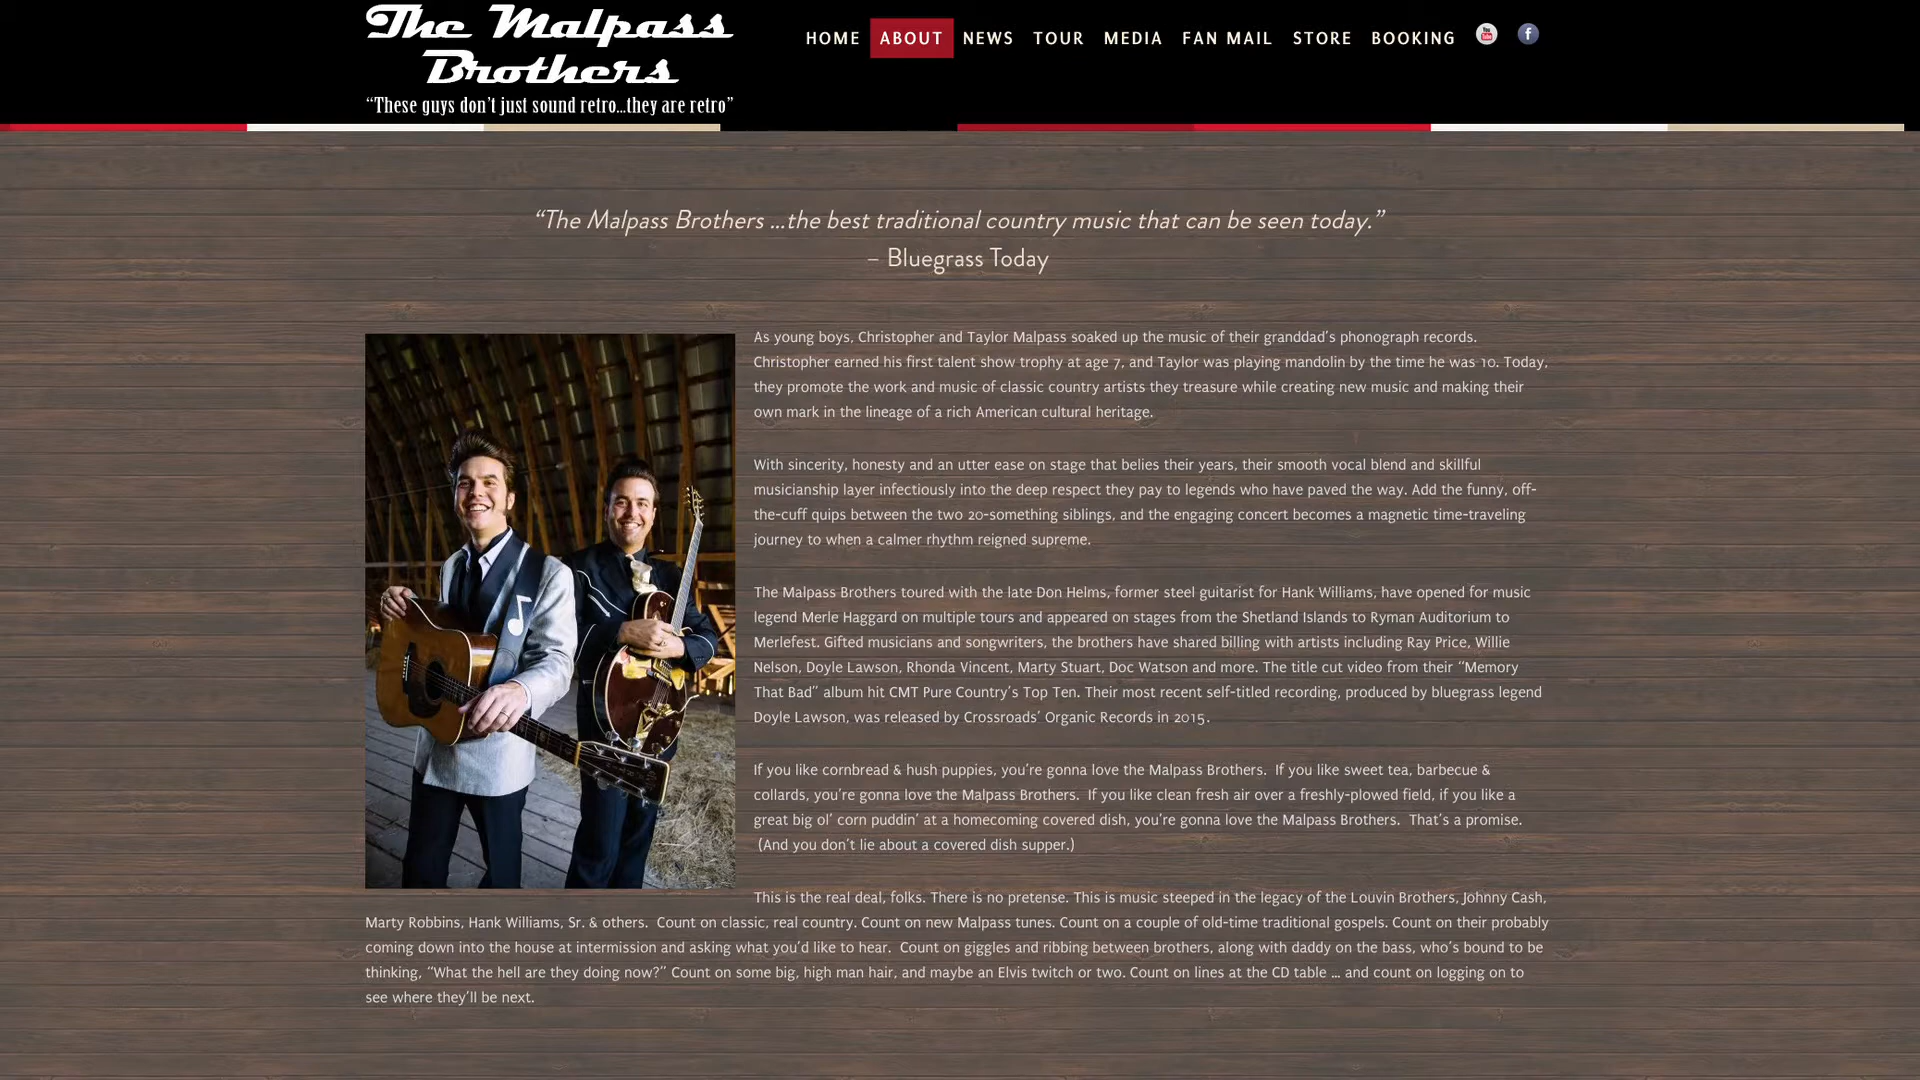 The Malpass
Brothers
“These guys don’t just sound retro...they are retro”
HOME ABOUT NEWS TOUR MEDIA FAN MAIL STORE BOOKING
“The Malpass Brothers ...the best traditional country music that can be seen today.”
– Bluegrass Today
As young boys, Christopher and Taylor Malpass soaked up the music of their granddad’s phonograph records.
Christopher earned his first talent show trophy at age 7, and Taylor was playing mandolin by the time he was 10. Today,
they promote the work and music of classic country artists they treasure while creating new music and making their
own mark in the lineage of a rich American cultural heritage.
With sincerity, honesty and an utter ease on stage that belies their years, their smooth vocal blend and skillful
musicianship layer infectiously into the deep respect they pay to legends who have paved the way. Add the funny, off-
the-cuff quips between the two 20-something siblings, and the engaging concert becomes a magnetic time-traveling
journey to when a calmer rhythm reigned supreme.
The Malpass Brothers toured with the late Don Helms, former steel guitarist for Hank Williams, have opened for music
legend Merle Haggard on multiple tours and appeared on stages from the Shetland Islands to Ryman Auditorium to
Merlefest. Gifted musicians and songwriters, the brothers have shared billing with artists including Ray Price, Willie
Nelson, Doyle Lawson, Rhonda Vincent, Marty Stuart, Doc Watson and more. The title cut video from their “Memory
That Bad” album hit CMT Pure Country’s Top Ten. Their most recent self-titled recording, produced by bluegrass legend
Doyle Lawson, was released by Crossroads’ Organic Records in 2015.
If you like cornbread & hush puppies, you’re gonna love the Malpass Brothers.  If you like sweet tea, barbecue &
collards, you’re gonna love the Malpass Brothers.  If you like clean fresh air over a freshly-plowed field, if you like a
great big ol’ corn puddin’ at a homecoming covered dish, you’re gonna love the Malpass Brothers.  That’s a promise.
(And you don’t lie about a covered dish supper.)
This is the real deal, folks. There is no pretense. This is music steeped in the legacy of the Louvin Brothers, Johnny Cash,
Marty Robbins, Hank Williams, Sr. & others.  Count on classic, real country. Count on new Malpass tunes. Count on a couple of old-time traditional gospels. Count on their probably
coming down into the house at intermission and asking what you’d like to hear.  Count on giggles and ribbing between brothers, along with daddy on the bass, who’s bound to be
thinking, “What the hell are they doing now?” Count on some big, high man hair, and maybe an Elvis twitch or two. Count on lines at the CD table ... and count on logging on to
see where they’ll be next.